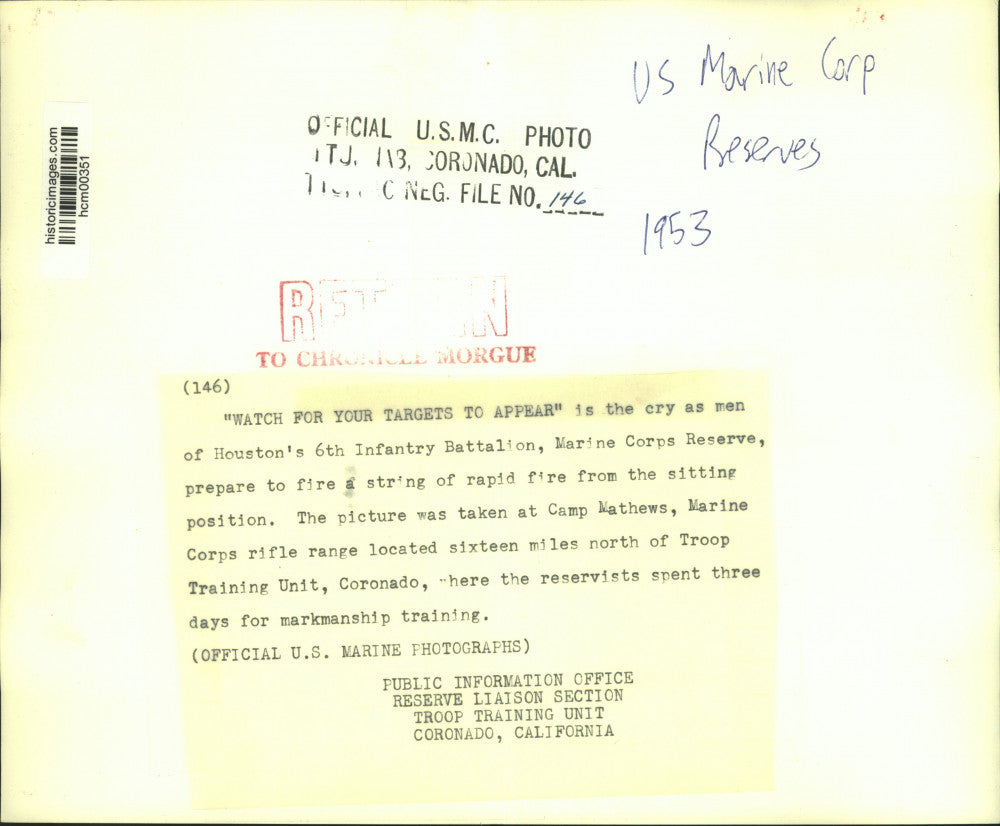 US Marine Corp
Reserves
1953
historicimages.com
hcm00351
OFFICIAL U.S.M.C. PHOTO
CORONADO, CAL.
NEG. FILE NO. 146
RETURN
TO CHRONICLE MORGUE
(146)
"WATCH FOR YOUR TARGETS TO APPEAR" is the cry as men
of Houston's 6th Infantry Battalion, Marine Corps Reserve,
prepare to fire a string of rapid fire from the sitting
position. The picture was taken at Camp Mathews, Marine
Corps rifle range located sixteen miles north of Troop
Training Unit, Coronado, where the reservists spent three
days for markmanship training.
(OFFICIAL U.S. MARINE PHOTOGRAPHS)
PUBLIC INFORMATION OFFICE
RESERVE LIAISON SECTION
TROOP TRAINING UNIT
CORONADO, CALIFORNIA